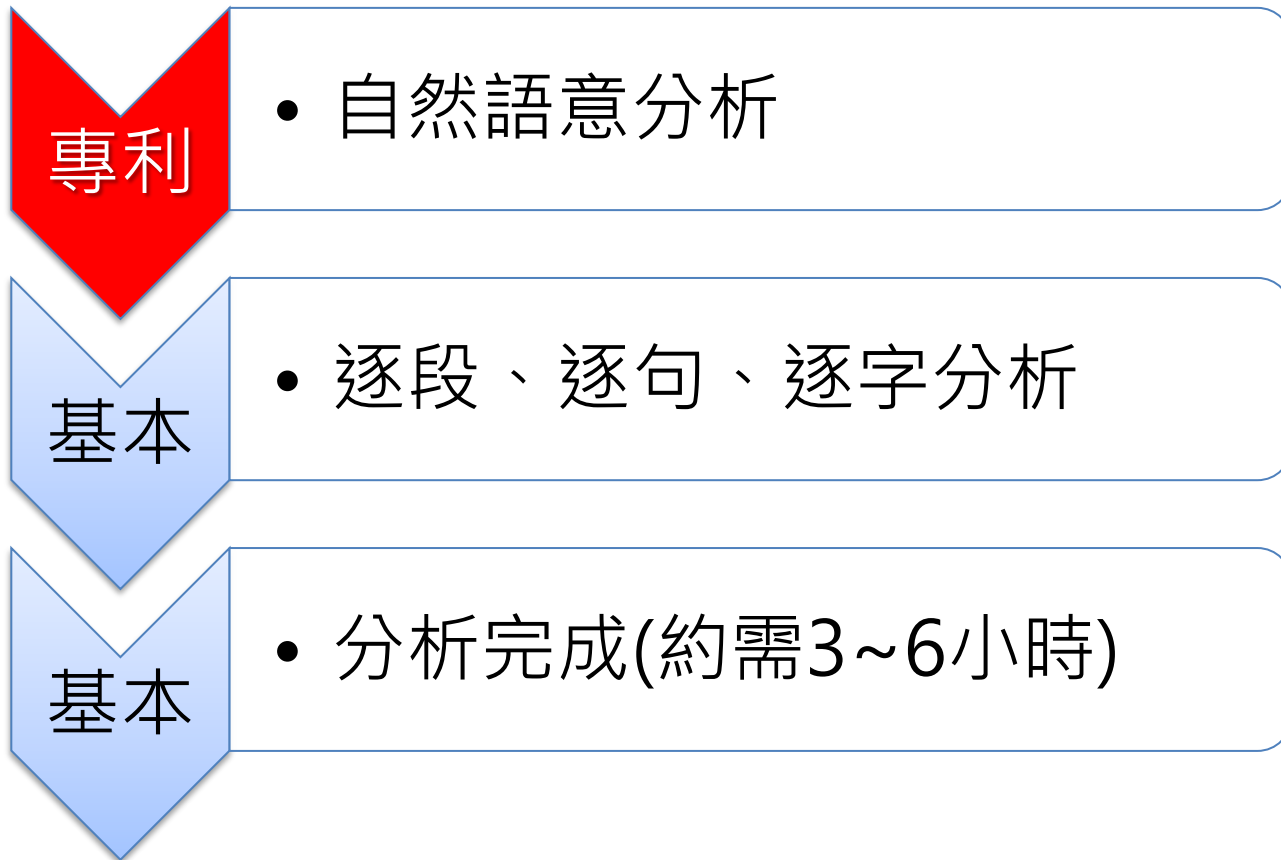 專利
• 自然語意分析
基本
• 逐段、逐句、逐字分析
基本
• 分析完成(約需3~6小時)